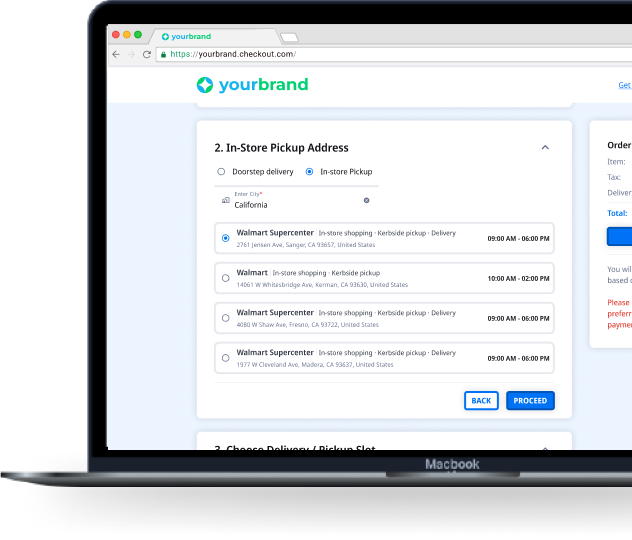 yourbrand
https://yourbrand.checkout.com/
yourbrand
Get
2. In-Store Pickup Address
Doorstep delivery In-store Pickup
Enter City*
California
Walmart Supercenter In-store shopping · Kerbside pickup · Delivery
2761 Jensen Ave, Sanger, CA 93657, United States
09:00 AM - 06:00 PM
Walmart In-store shopping · Kerbside pickup
14061 W Whitesbridge Ave, Kerman, CA 93630, United States
10:00 AM - 02:00 PM
Walmart Supercenter In-store shopping · Kerbside pickup · Delivery
4080 W Shaw Ave, Fresno, CA 93722, United States
09:00 AM - 06:00 PM
Walmart Supercenter In-store shopping · Kerbside pickup · Delivery
1977 W Cleveland Ave, Madera, CA 93637, United States
09:00 AM - 06:00 PM
BACK PROCEED
3. Choose Delivery / Pickup Slot
Order
Item:
Tax:
Deliver
Total:
You wil
based o
Please
preferr
paymen
Macbook